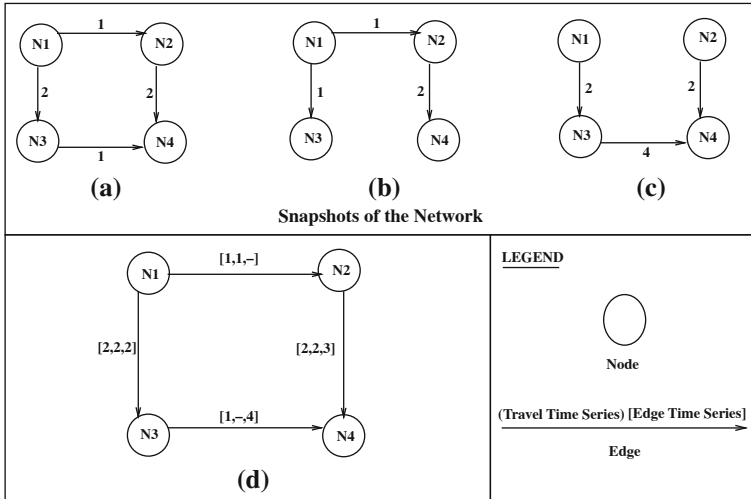 1
N1
N2
2
2
N3
N4
1
(a)
1
N1
N2
1
2
N3
N4
(b)
N1
N2
2
2
N3
N4
4
(c)
Snapshots of the Network
[1,1,–]
N1
N2
[2,2,2]
[2,2,3]
[1,–,4]
N3
N4
(d)
LEGEND
Node
(Travel Time Series) [Edge Time Series]
Edge